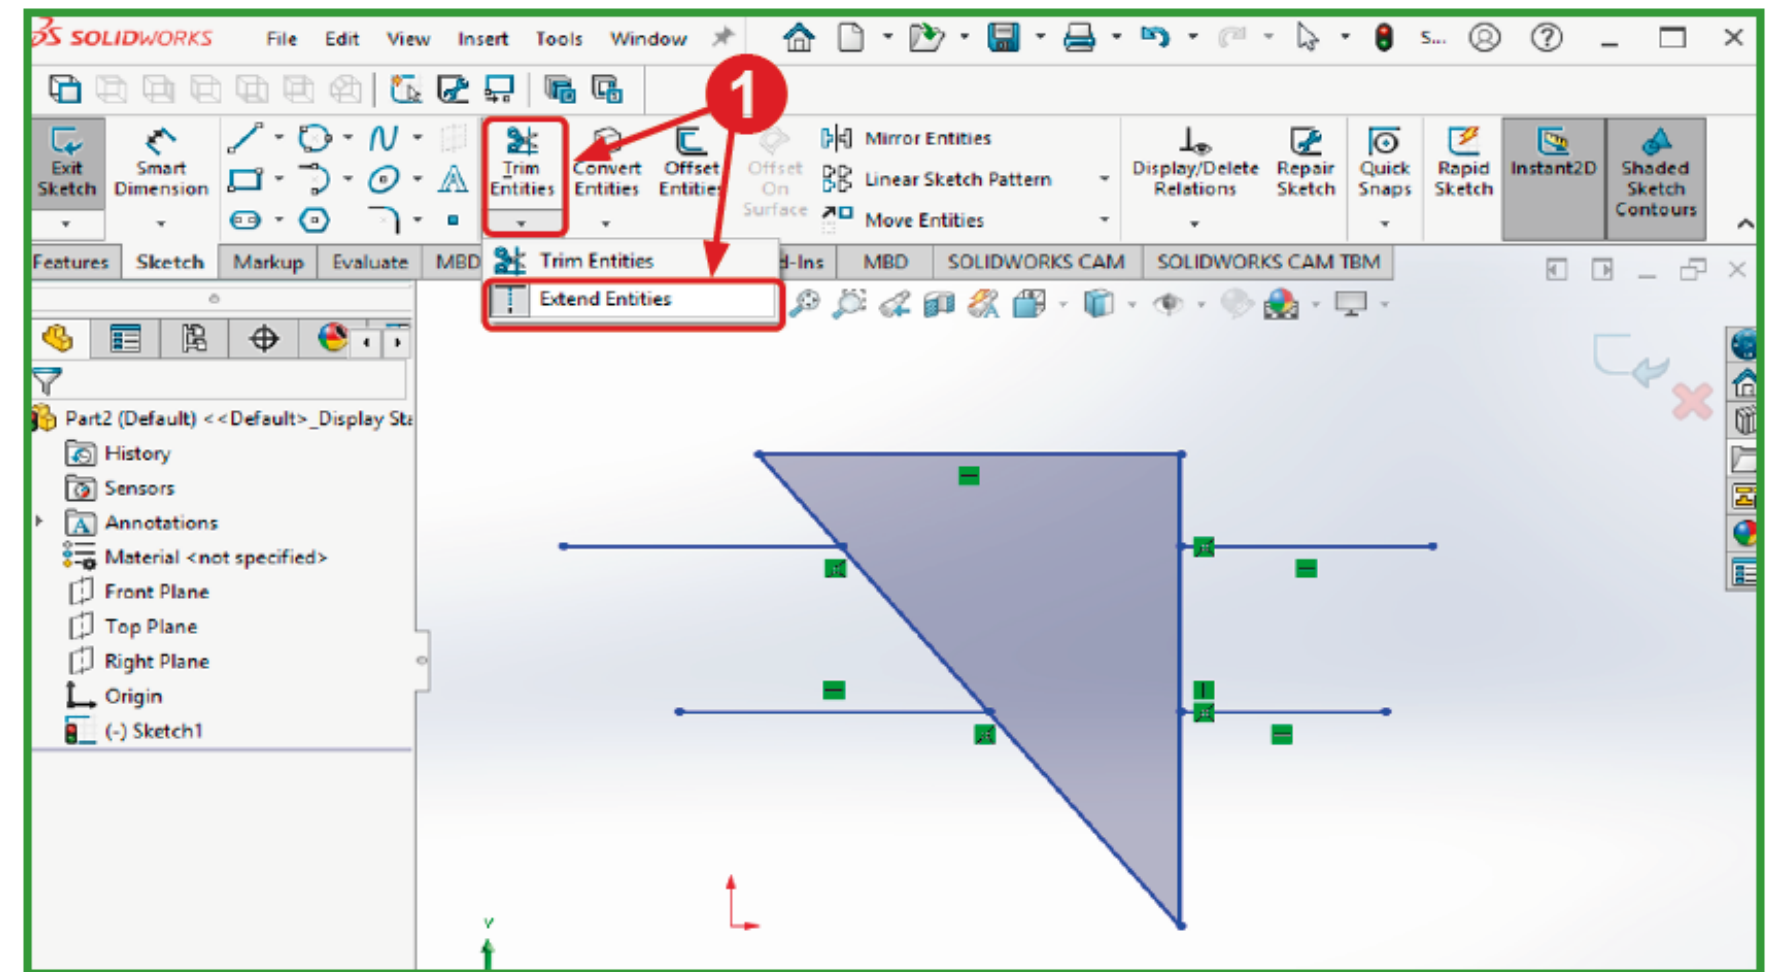 SOLIDWORKS File Edit View Insert Tools Window S... ?
1
Exit Sketch
Smart Dimension
Trim Entities
Convert Entities
Offset Entities
Offset On Surface
Mirror Entities
Linear Sketch Pattern
Move Entities
Display/Delete Relations
Repair Sketch
Quick Snaps
Rapid Sketch
Instant2D
Shaded Sketch Contours
Features Sketch Markup Evaluate MBD d-Ins MBD SOLIDWORKS CAM SOLIDWORKS CAM TBM
Trim Entities
Extend Entities
Part2 (Default) <<Default>_Display Sta
History
Sensors
Annotations
Material <not specified>
Front Plane
Top Plane
Right Plane
Origin
(-) Sketch1
Y